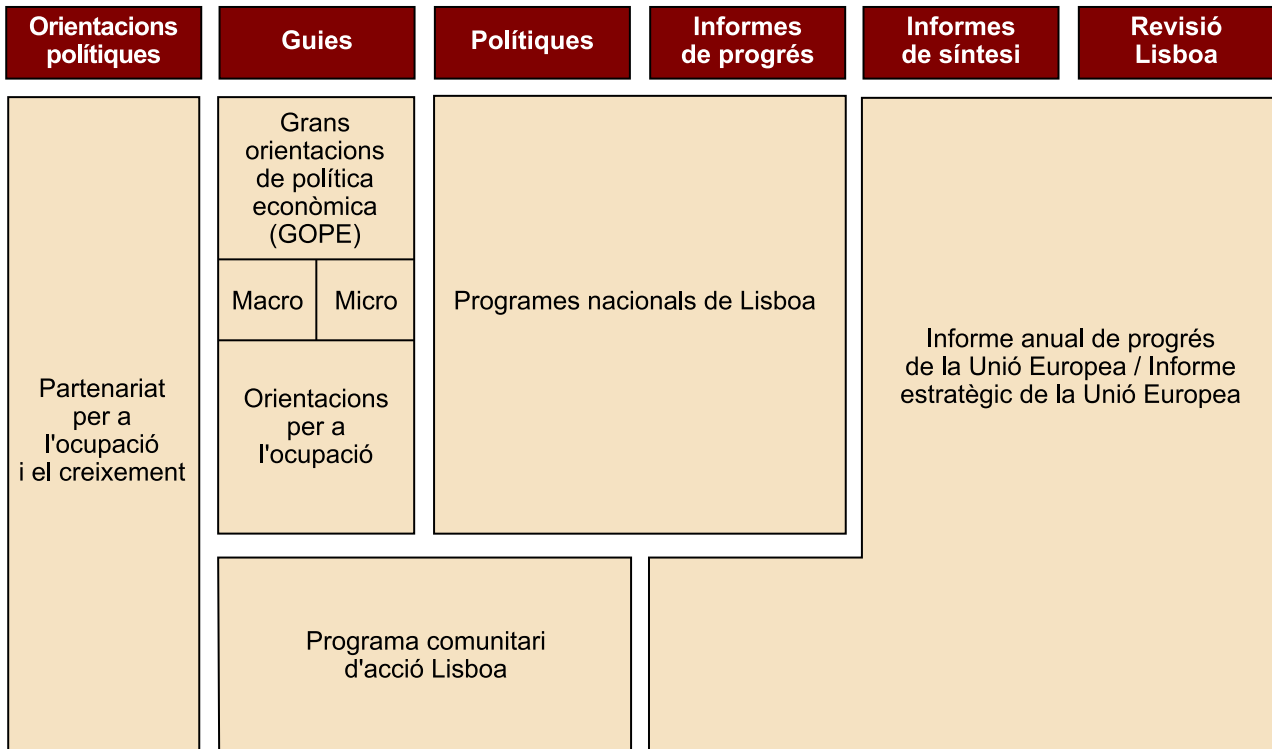 Orientacions
polítiques
Guies
Polítiques
Informes
de progrés
Informes
de síntesi
Revisió
Lisboa
Partenariat
per a
l'ocupació
i el creixement
Grans
orientacions
de política
econòmica
(GOPE)
Macro
Micro
Orientacions
per a
l'ocupació
Programes nacionals de Lisboa
Informe anual de progrés
de la Unió Europea / Informe
estratègic de la Unió Europea
Programa comunitari
d'acció Lisboa